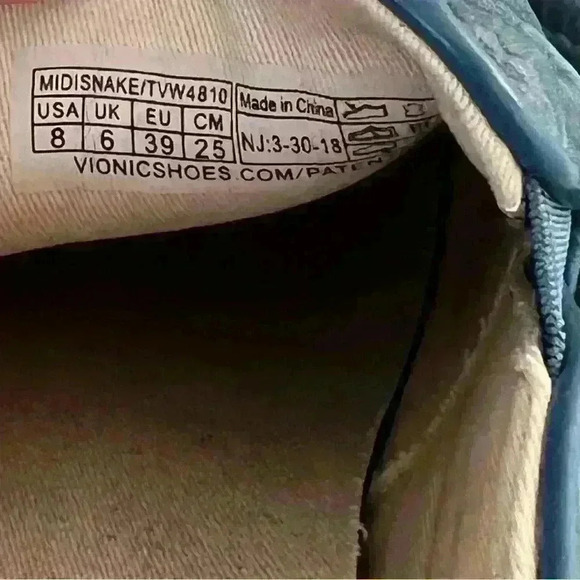 MIDISNAKE/TVW4810
USA UK EU CM
8 6 39 25
Made in China
NJ:3-30-18
VIONICSHOES.COM/PATEN